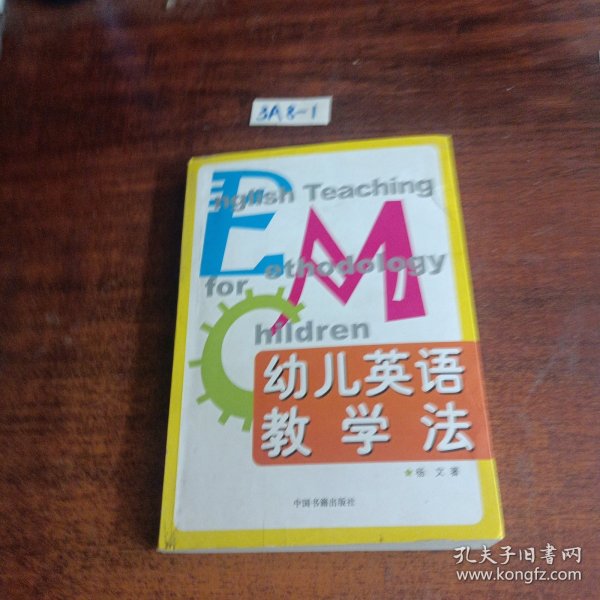 3A8-1
English Teaching
Methodology
for
Children
幼儿英语
教学法
★杨 文 著
中国书籍出版社
孔夫子旧书网
www.kongfz.com